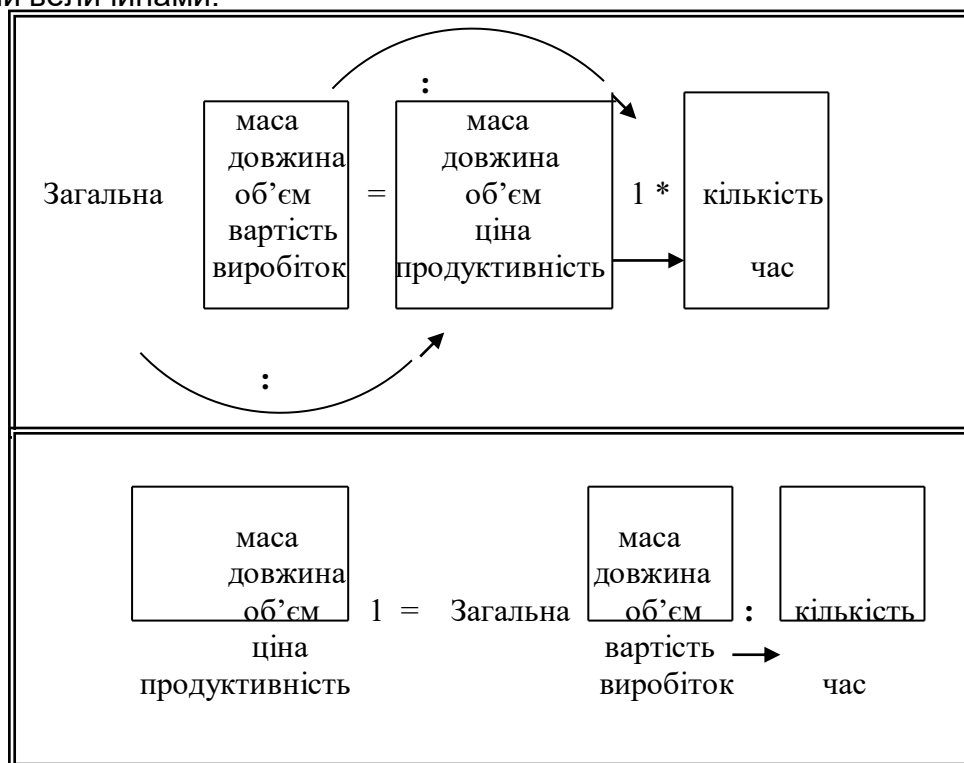 величинами.
:
маса маса
довжина довжина
Загальна об’єм = об’єм 1 * кількість
вартість ціна
виробіток продуктивність час
:
маса маса
довжина довжина
об’єм 1 = Загальна об’єм : кількість
ціна вартість
продуктивність виробіток час